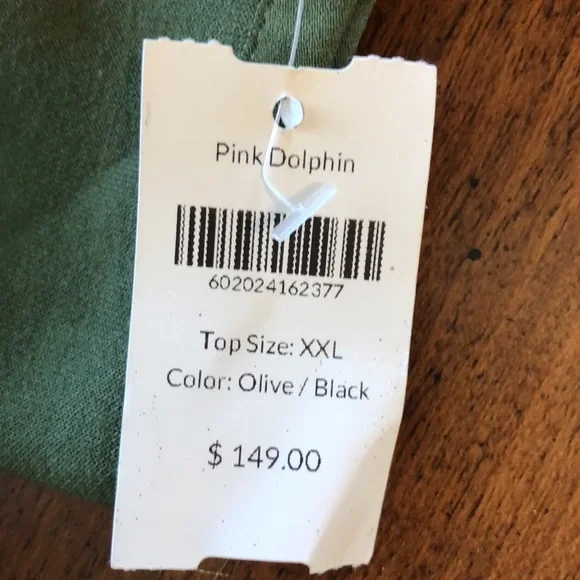 Pink Dolphin
602024162377
Top Size: XXL
Color: Olive / Black
$ 149.00